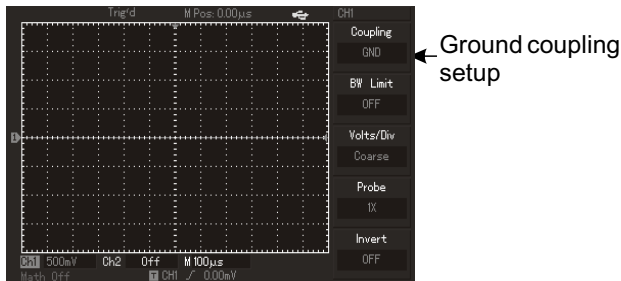 Trig'd M Pos: 0.00μs CH1
Coupling
GND
Ground coupling
setup
BW Limit
OFF
1
Volts/Div
Coarse
Probe
1X
Invert
OFF
Ch1 500mV Ch2 Off M 100μs
Math Off T CH1 0.00mV